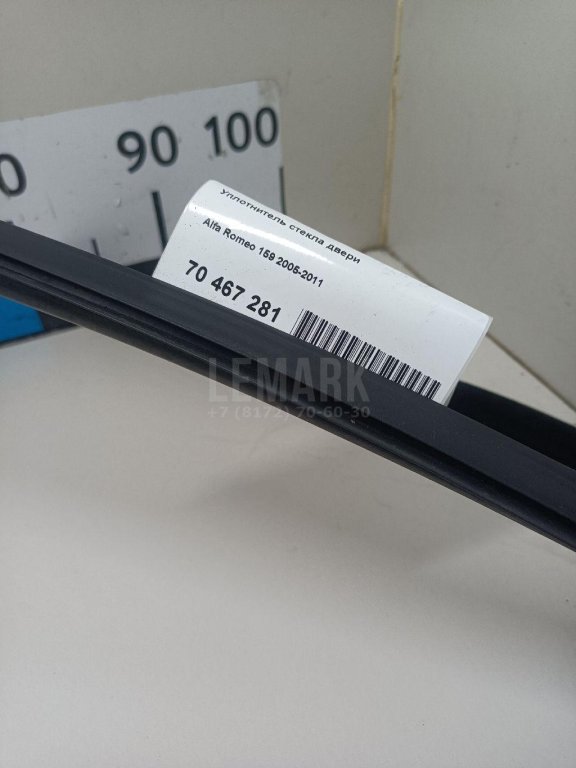 0 90 100
Уплотнитель стекла двери
Alfa Romeo 159 2005-2011
70 467 281
LEMARK
+7 (8172) 70-60-30